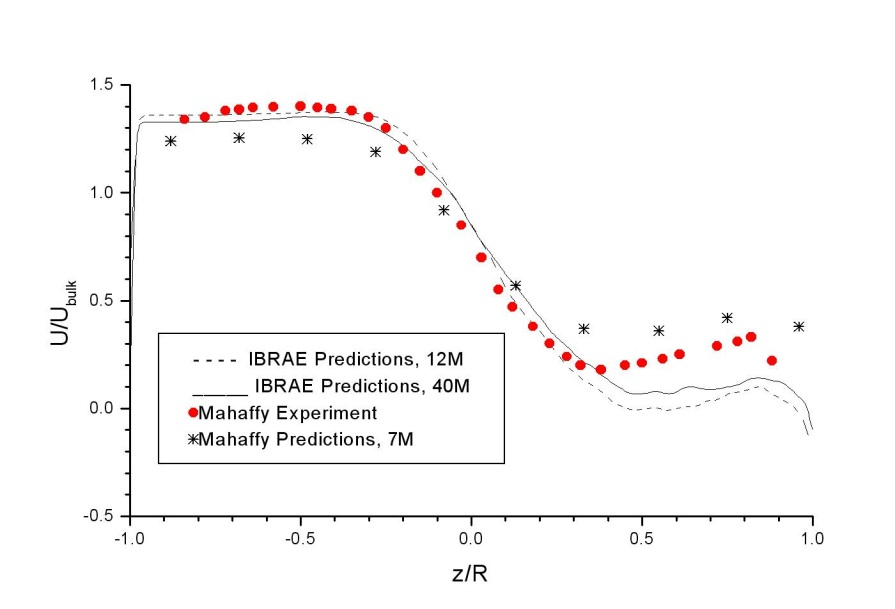 1.5
1.0
0.5
0.0
-0.5
U/Ubulk
IBRAE Predictions, 12M
IBRAE Predictions, 40M
Mahaffy Experiment
Mahaffy Predictions, 7M
-1.0 -0.5 0.0 0.5 1.0
z/R